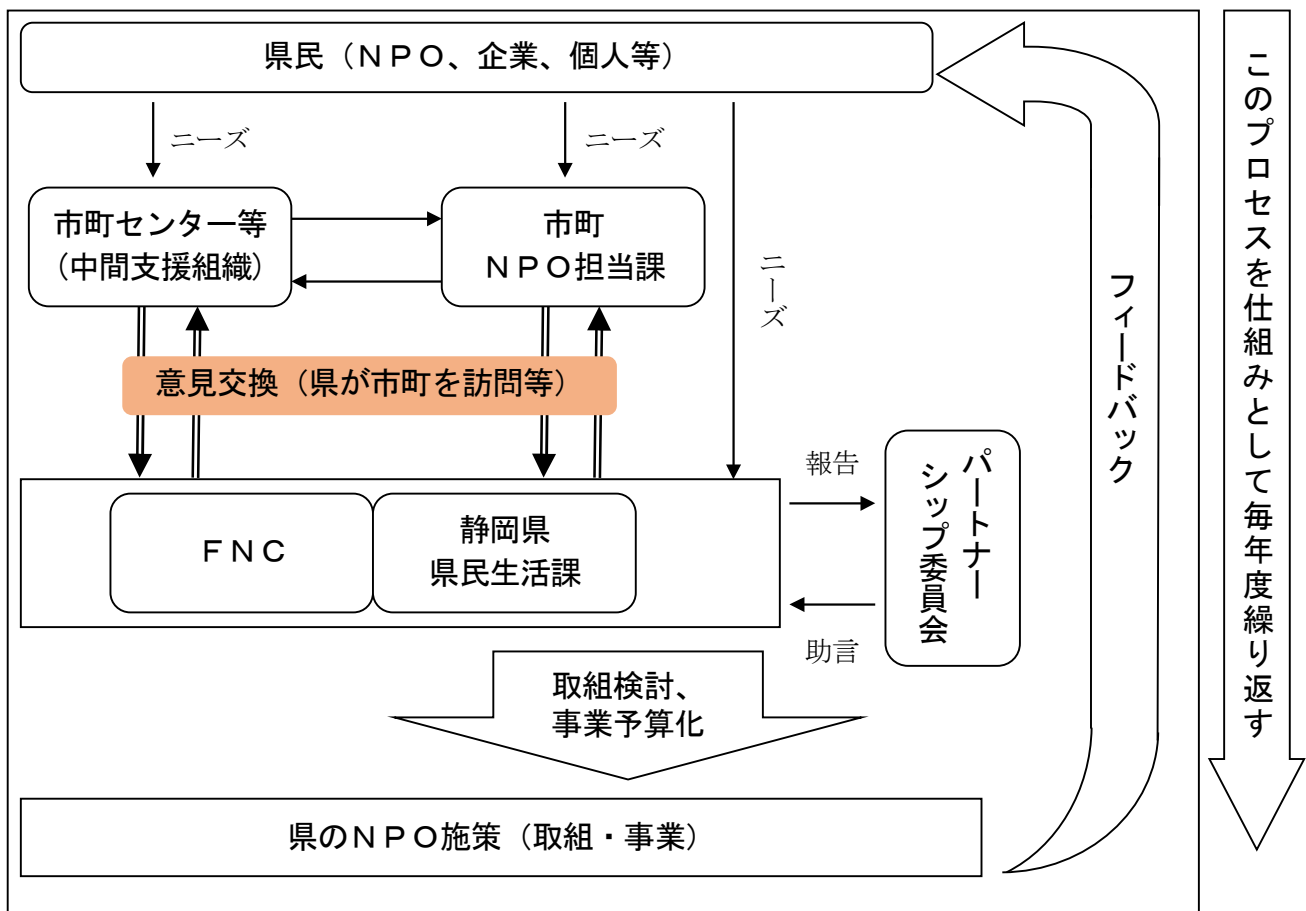 県民（ＮＰＯ、企業、個人等）
ニーズ
ニーズ
ニーズ
市町センター等
（中間支援組織）
市町
ＮＰＯ担当課
意見交換（県が市町を訪問等）
ＦＮＣ
静岡県
県民生活課
報告
助言
パートナー
シップ委員会
取組検討、
事業予算化
県のＮＰＯ施策（取組・事業）
フィードバック
このプロセスを仕組みとして毎年度繰り返す